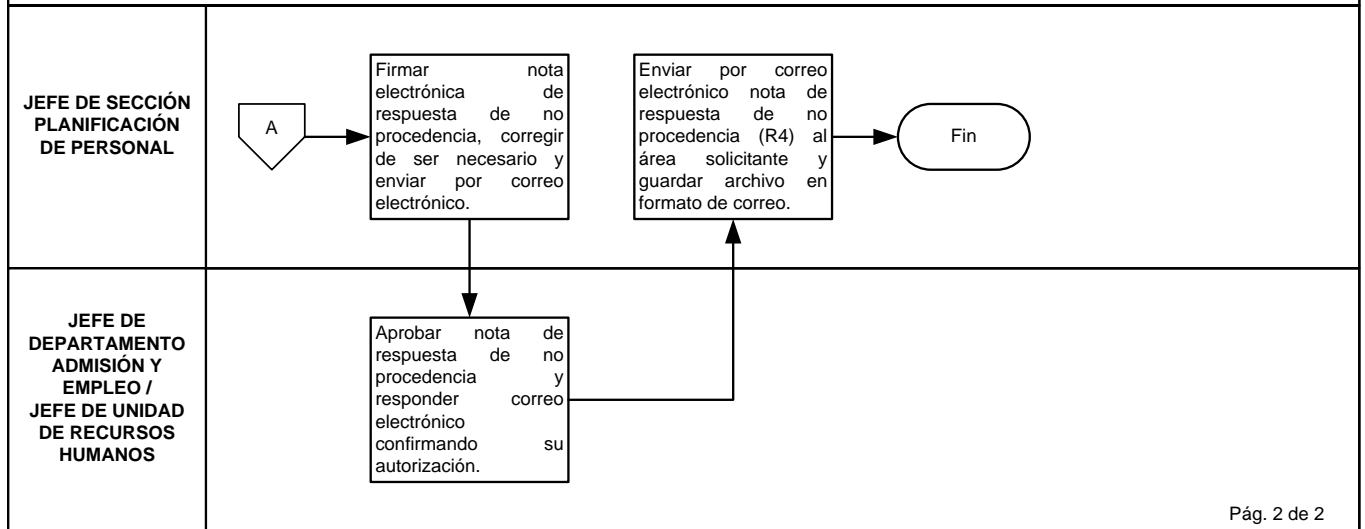 JEFE DE SECCIÓN
PLANIFICACIÓN
DE PERSONAL
A
Firmar nota
electrónica de
respuesta de no
procedencia, corregir
de ser necesario y
enviar por correo
electrónico.
Enviar por correo
electrónico nota de
respuesta de no
procedencia (R4) al
área solicitante y
guardar archivo en
formato de correo.
Fin
JEFE DE
DEPARTAMENTO
ADMISIÓN Y
EMPLEO /
JEFE DE UNIDAD
DE RECURSOS
HUMANOS
Aprobar nota de
respuesta de no
procedencia y
responder correo
electrónico
confirmando su
autorización.
Pág. 2 de 2